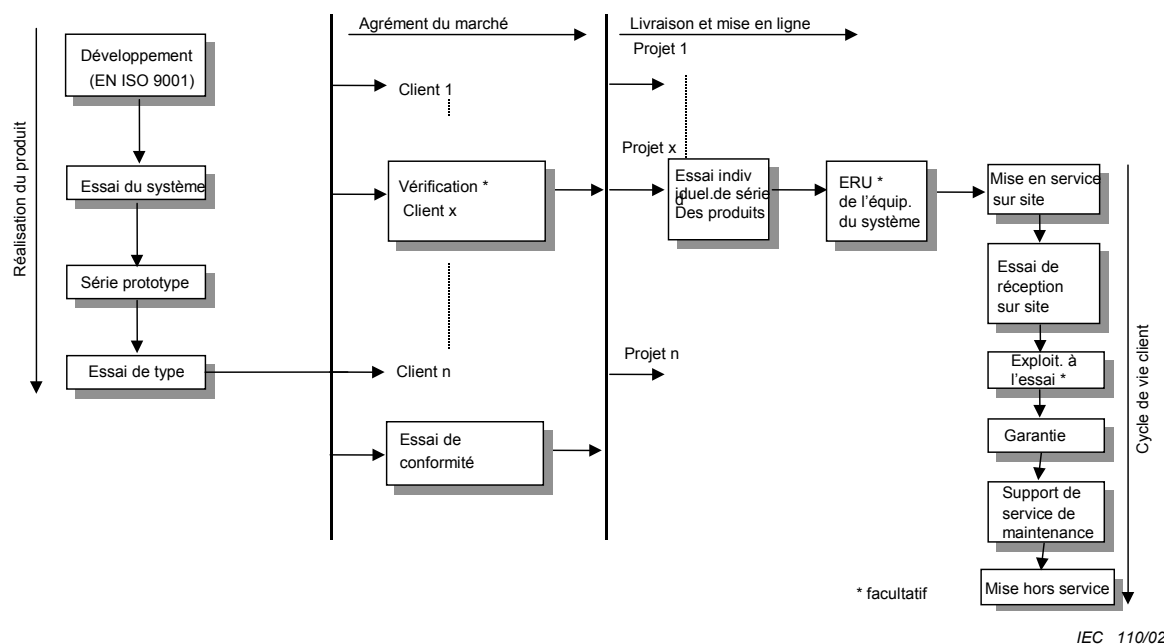 Réalisation du produit
Développement
(EN ISO 9001)
Essai du système
Série prototype
Essai de type
Agrément du marché
Client 1
Vérification *
Client x
Client n
Essai de
conformité
Livraison et mise en ligne
Projet 1
Projet x
Essai indiv
iduel.de série
Des produits
Projet n
ERU *
de l'équip.
du système
Mise en service
sur site
Essai de
réception
sur site
Exploit. à
l'essai *
Garantie
Support de
service de
maintenance
Mise hors service
Cycle de vie client
* facultatif
IEC 110/02